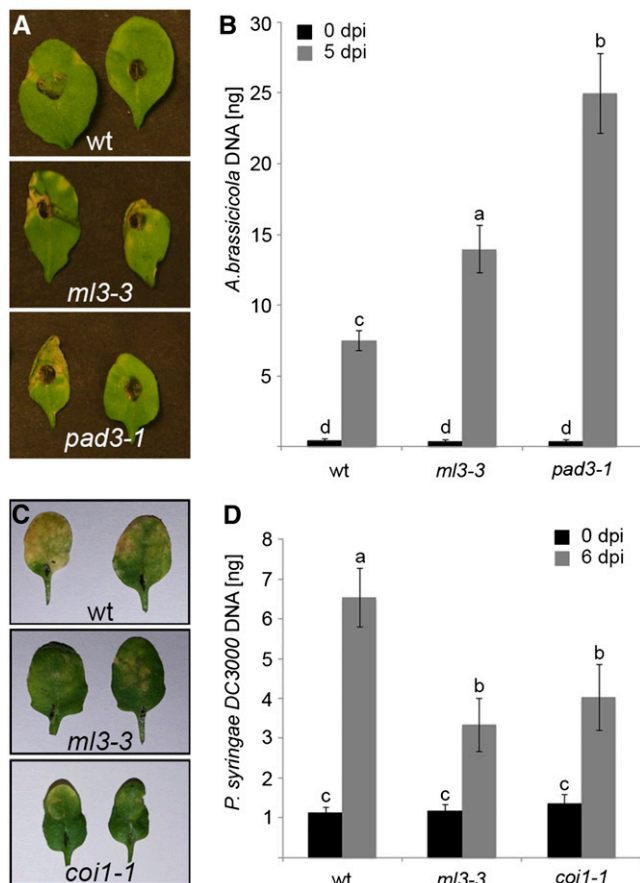 A
wt
ml3-3
pad3-1
B
0 dpi
5 dpi
A.brassicicola DNA [ng]
30
25
20
15
10
5
d
c
d
a
d
b
wt
ml3-3
pad3-1
C
wt
ml3-3
coi1-1
D
0 dpi
6 dpi
P. syringae DC3000 DNA [ng]
8
7
6
5
4
3
2
1
c
a
c
b
c
b
wt
ml3-3
coi1-1